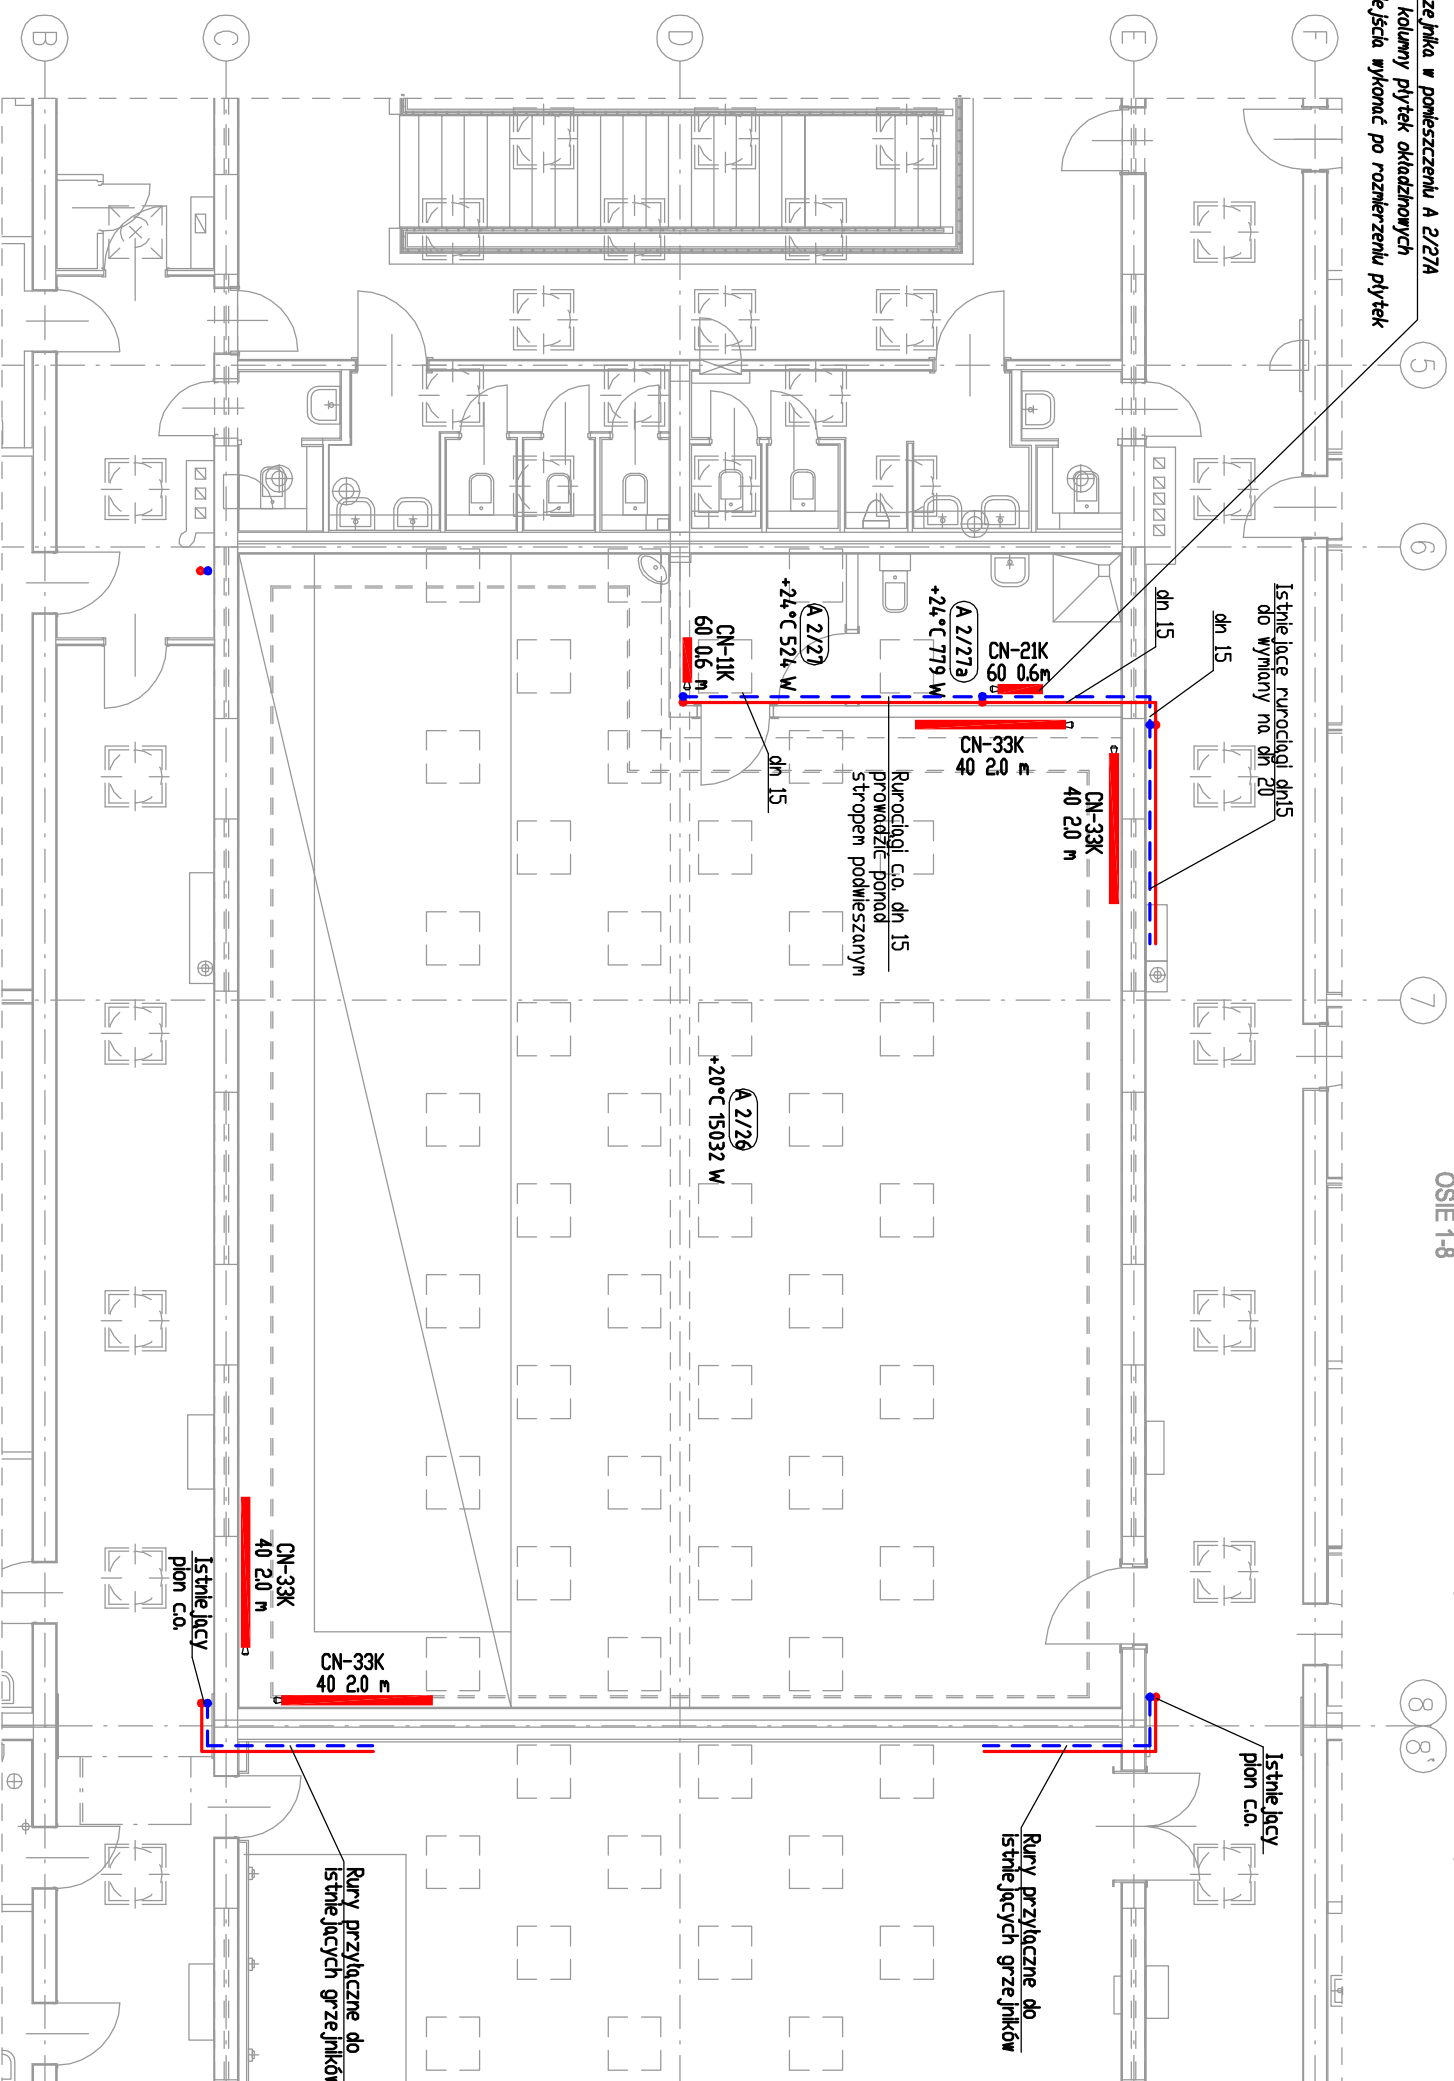 zejnika w pomieszczeniu A 2/27A
kolumny płytek okładzinowych
ejścia wykonać po rozmierzeniu płytek
B
C
D
E
F
5
6
7
8
8'
OSIE 1-8
Istniejące rurociągi dn15
do wymiany na dn 20
dn 15
dn 15
CN-21K
60 0.6m
A 2/27a
+24°C 779 W
A 2/27
+24°C 524 W
CN-11K
60 0.6 m
dn 15
CN-33K
40 2.0 m
CN-33K
40 2.0 m
Rurociągi c.o. dn 15
prowadzić ponad
stropem podwieszanym
A 2/26
+20°C 15032 W
CN-33K
40 2.0 m
CN-33K
40 2.0 m
Istniejący
pion c.o.
Istniejący
pion c.o.
Rury przyłączne do
istniejących grzejników
Rury przyłączne do
istniejących grzejników